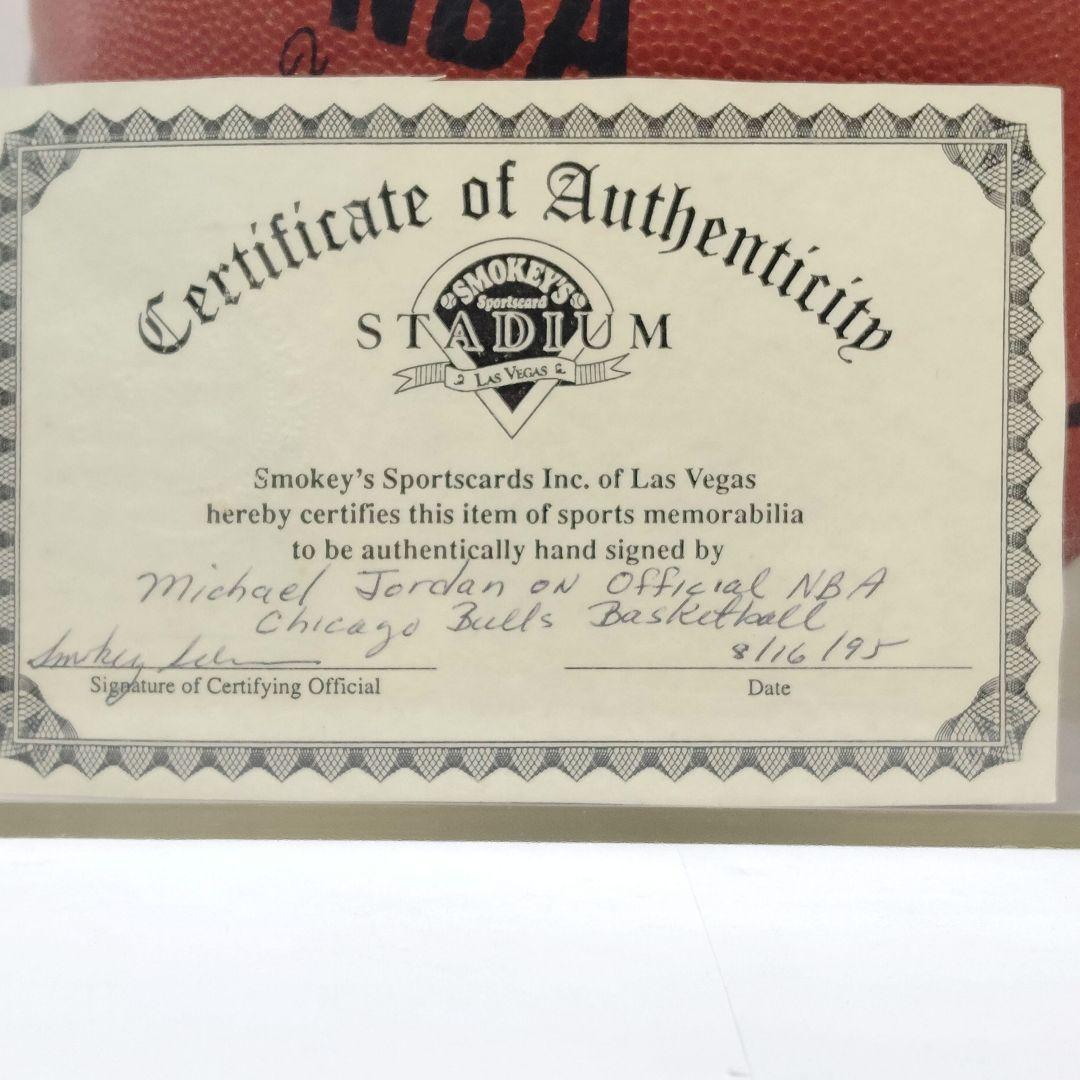 NBA
Certificate of Authenticity
SMOKEY'S
Sportscard
STADIUM
LAS VEGAS
Smokey's Sportscards Inc. of Las Vegas
hereby certifies this item of sports memorabilia
to be authentically hand signed by
Michael Jordan on Official NBA
Chicago Bulls Basketball
Smokey 8/16/95
Signature of Certifying Official Date